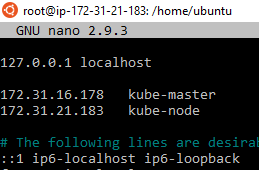 root@ip-172-31-21-183: /home/ubuntu
GNU nano 2.9.3
127.0.0.1 localhost
172.31.16.178 kube-master
172.31.21.183 kube-node
# The following lines are desirab
::1 ip6-localhost ip6-loopback